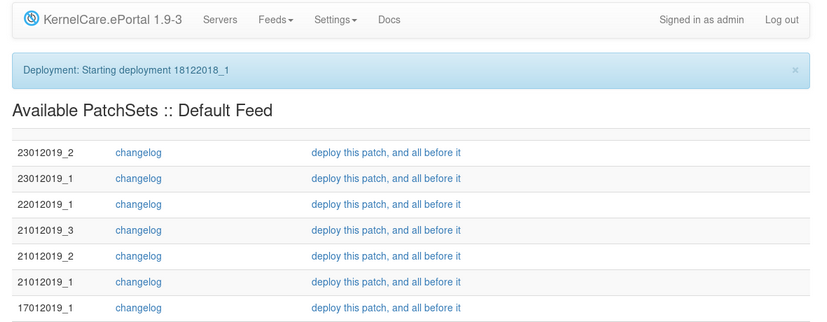 KernelCare.ePortal 1.9-3 Servers Feeds Settings Docs Signed in as admin Log out
Deployment: Starting deployment 18122018_1 ×
Available PatchSets :: Default Feed
23012019_2 changelog deploy this patch, and all before it
23012019_1 changelog deploy this patch, and all before it
22012019_1 changelog deploy this patch, and all before it
21012019_3 changelog deploy this patch, and all before it
21012019_2 changelog deploy this patch, and all before it
21012019_1 changelog deploy this patch, and all before it
17012019_1 changelog deploy this patch, and all before it